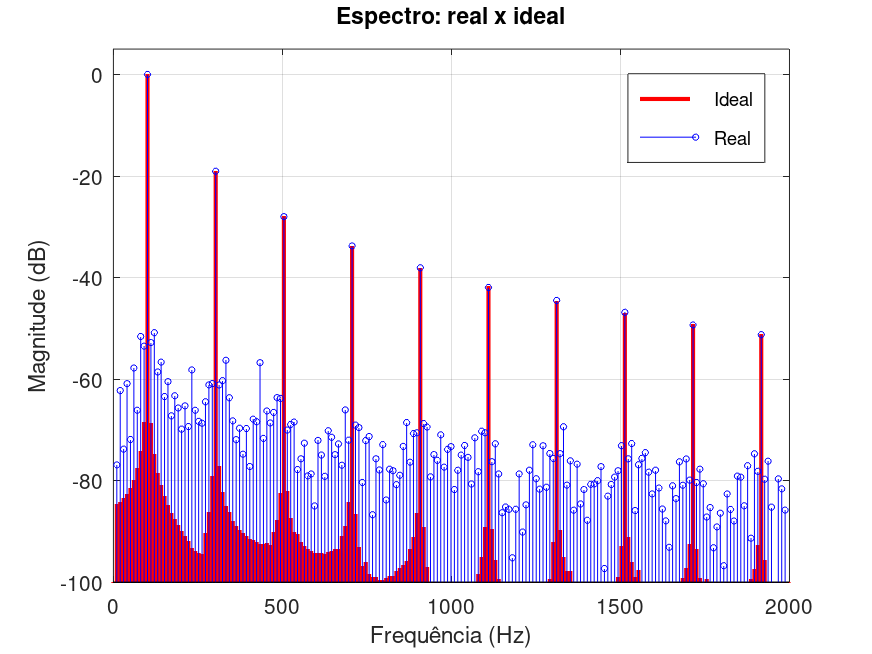 Espectro: real x ideal
Ideal
Real
Magnitude (dB)
0
-20
-40
-60
-80
-100
0
500
1000
1500
2000
Frequência (Hz)